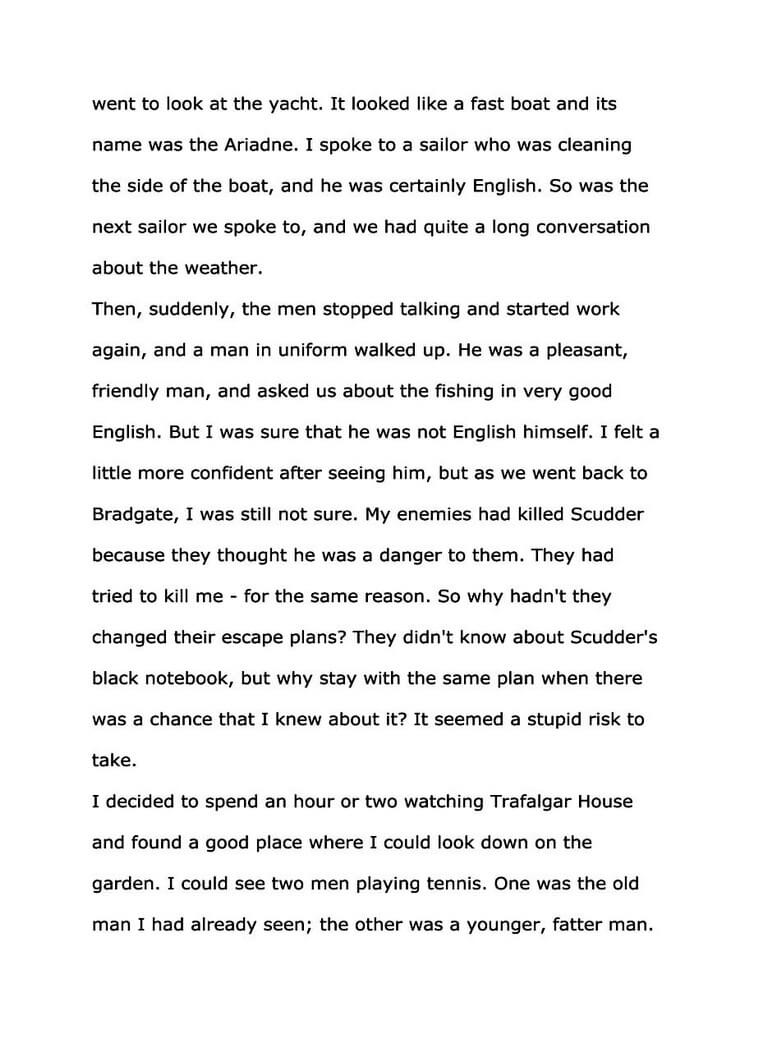 went to look at the yacht. It looked like a fast boat and its
name was the Ariadne. I spoke to a sailor who was cleaning
the side of the boat, and he was certainly English. So was the
next sailor we spoke to, and we had quite a long conversation
about the weather.
Then, suddenly, the men stopped talking and started work
again, and a man in uniform walked up. He was a pleasant,
friendly man, and asked us about the fishing in very good
English. But I was sure that he was not English himself. I felt a
little more confident after seeing him, but as we went back to
Bradgate, I was still not sure. My enemies had killed Scudder
because they thought he was a danger to them. They had
tried to kill me - for the same reason. So why hadn't they
changed their escape plans? They didn't know about Scudder's
black notebook, but why stay with the same plan when there
was a chance that I knew about it? It seemed a stupid risk to
take.
I decided to spend an hour or two watching Trafalgar House
and found a good place where I could look down on the
garden. I could see two men playing tennis. One was the old
man I had already seen; the other was a younger, fatter man.